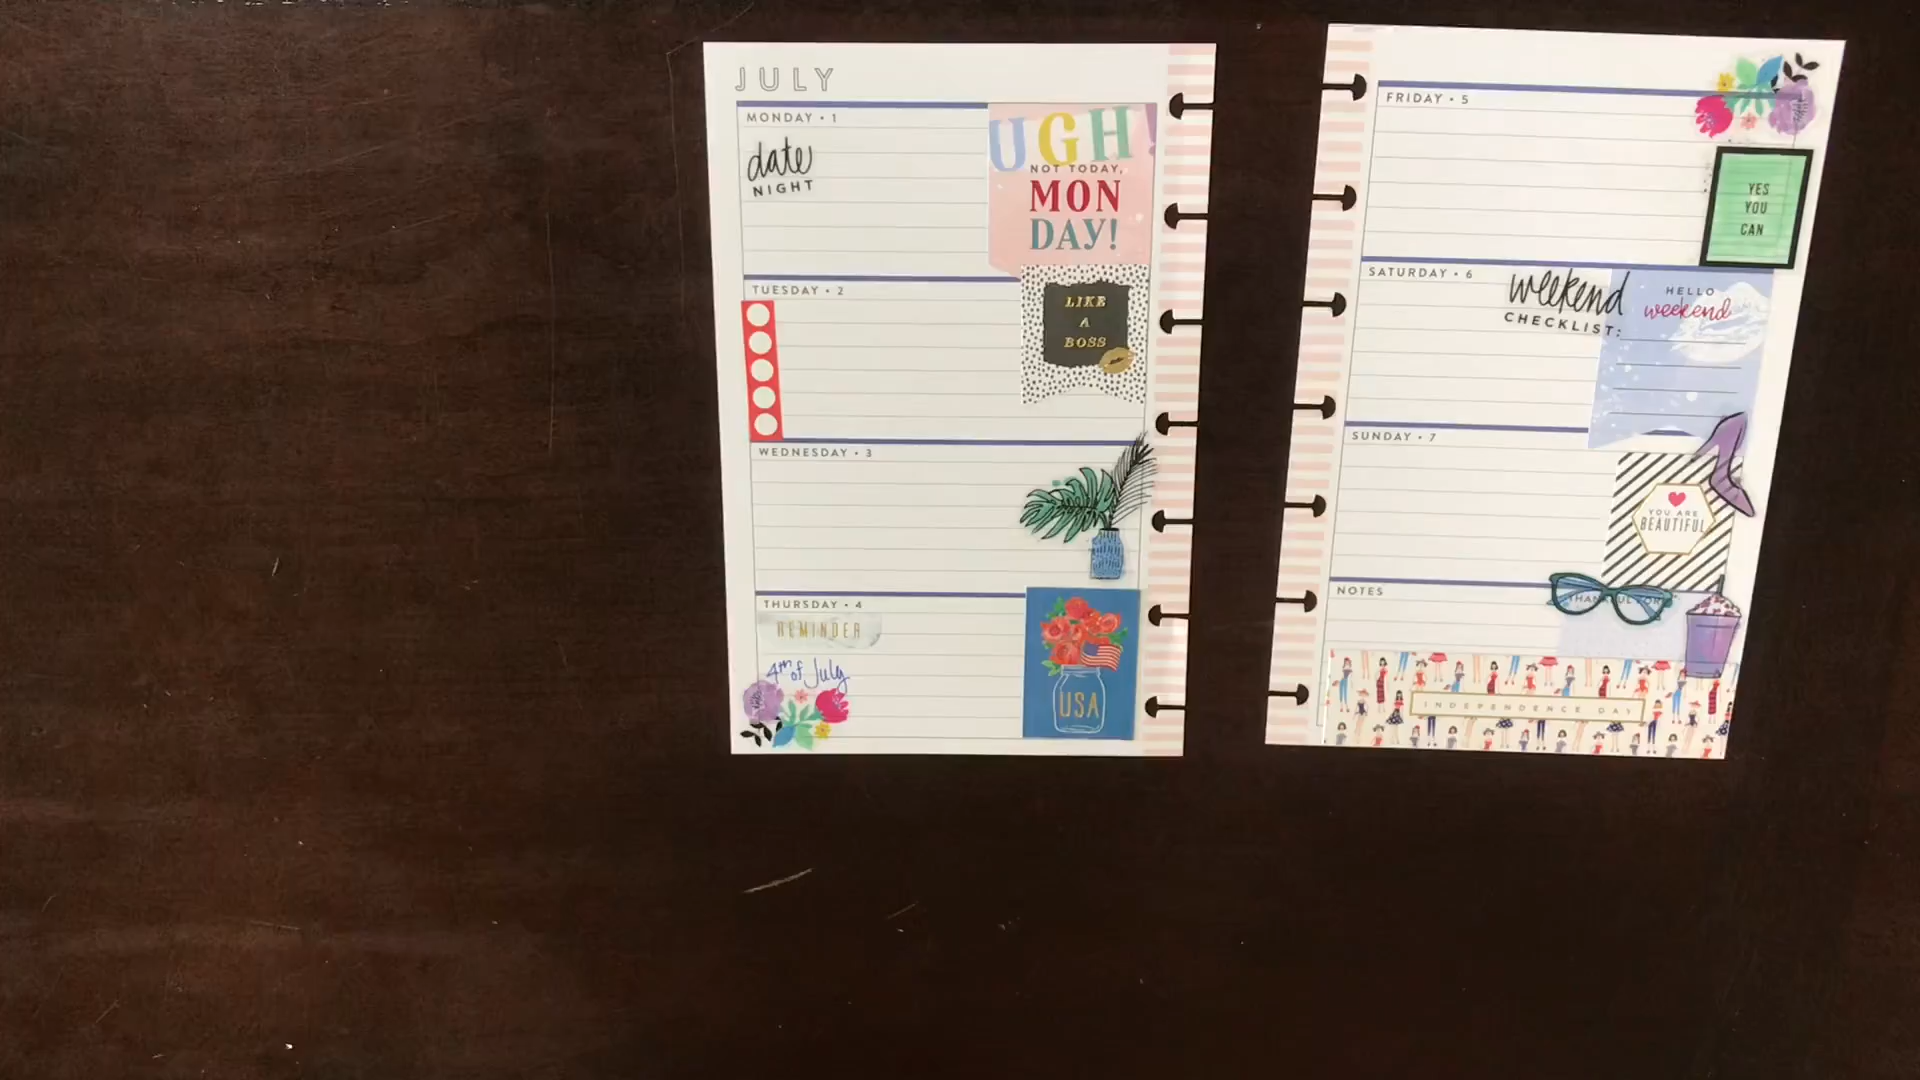 JULY
MONDAY • 1
date
NIGHT
UGH!
NOT TODAY,
MON
DAY!
TUESDAY • 2
LIKE
A
BOSS
WEDNESDAY • 3
THURSDAY • 4
REMINDER
4th of July
USA
FRIDAY • 5
YES
YOU
CAN
SATURDAY • 6
weekend
CHECKLIST:
HELLO
weekend
SUNDAY • 7
YOU ARE
BEAUTIFUL
NOTES
THANKFUL FOR
INDEPENDENCE DAY